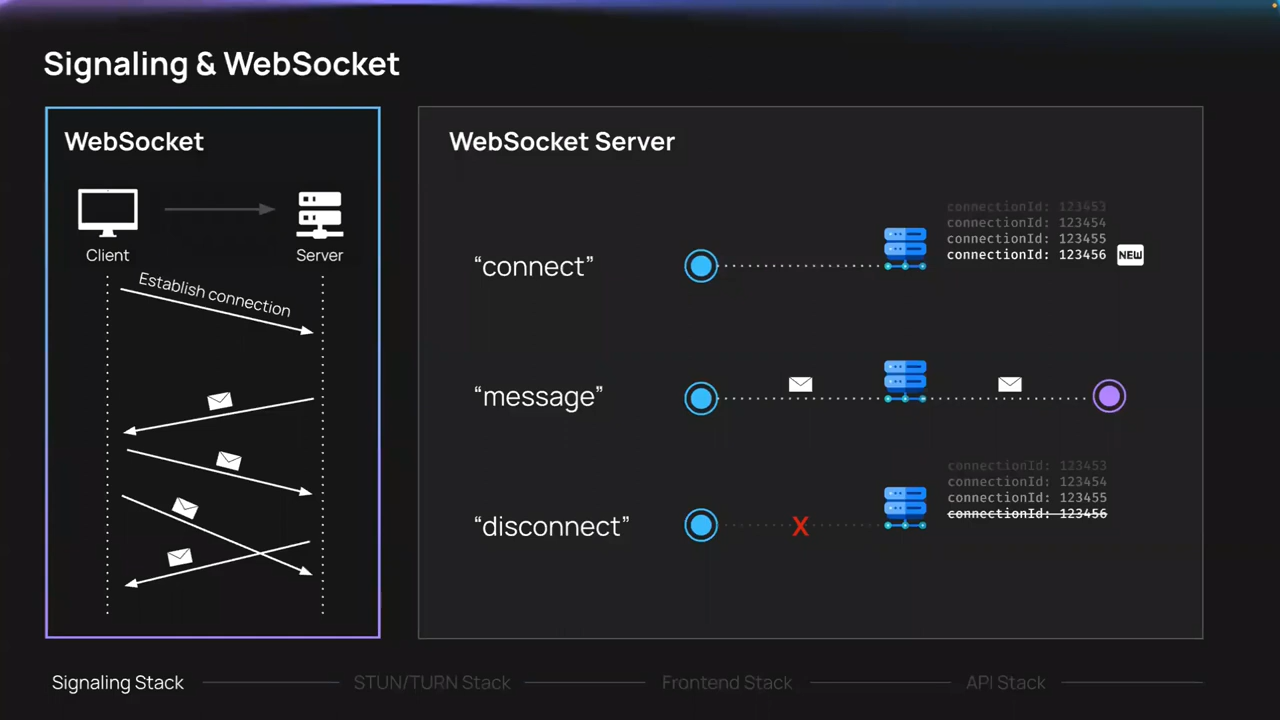 Signaling & WebSocket
WebSocket
Client
Server
Establish connection
WebSocket Server
“connect”
connectionId: 123453
connectionId: 123454
connectionId: 123455
connectionId: 123456 NEW
“message”
“disconnect”
X
connectionId: 123453
connectionId: 123454
connectionId: 123455
connectionId: 123456
Signaling Stack
STUN/TURN Stack
Frontend Stack
API Stack